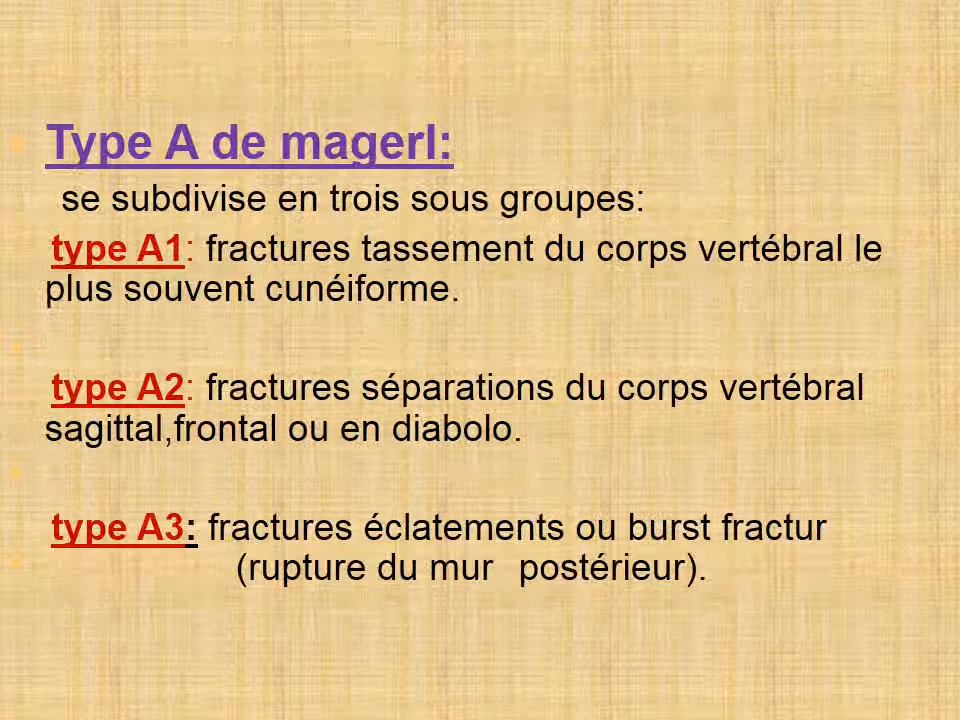 Type A de magerl:
se subdivise en trois sous groupes:
type A1: fractures tassement du corps vertébral le
plus souvent cunéiforme.
type A2: fractures séparations du corps vertébral
sagittal,frontal ou en diabolo.
type A3: fractures éclatements ou burst fractur
(rupture du mur postérieur).